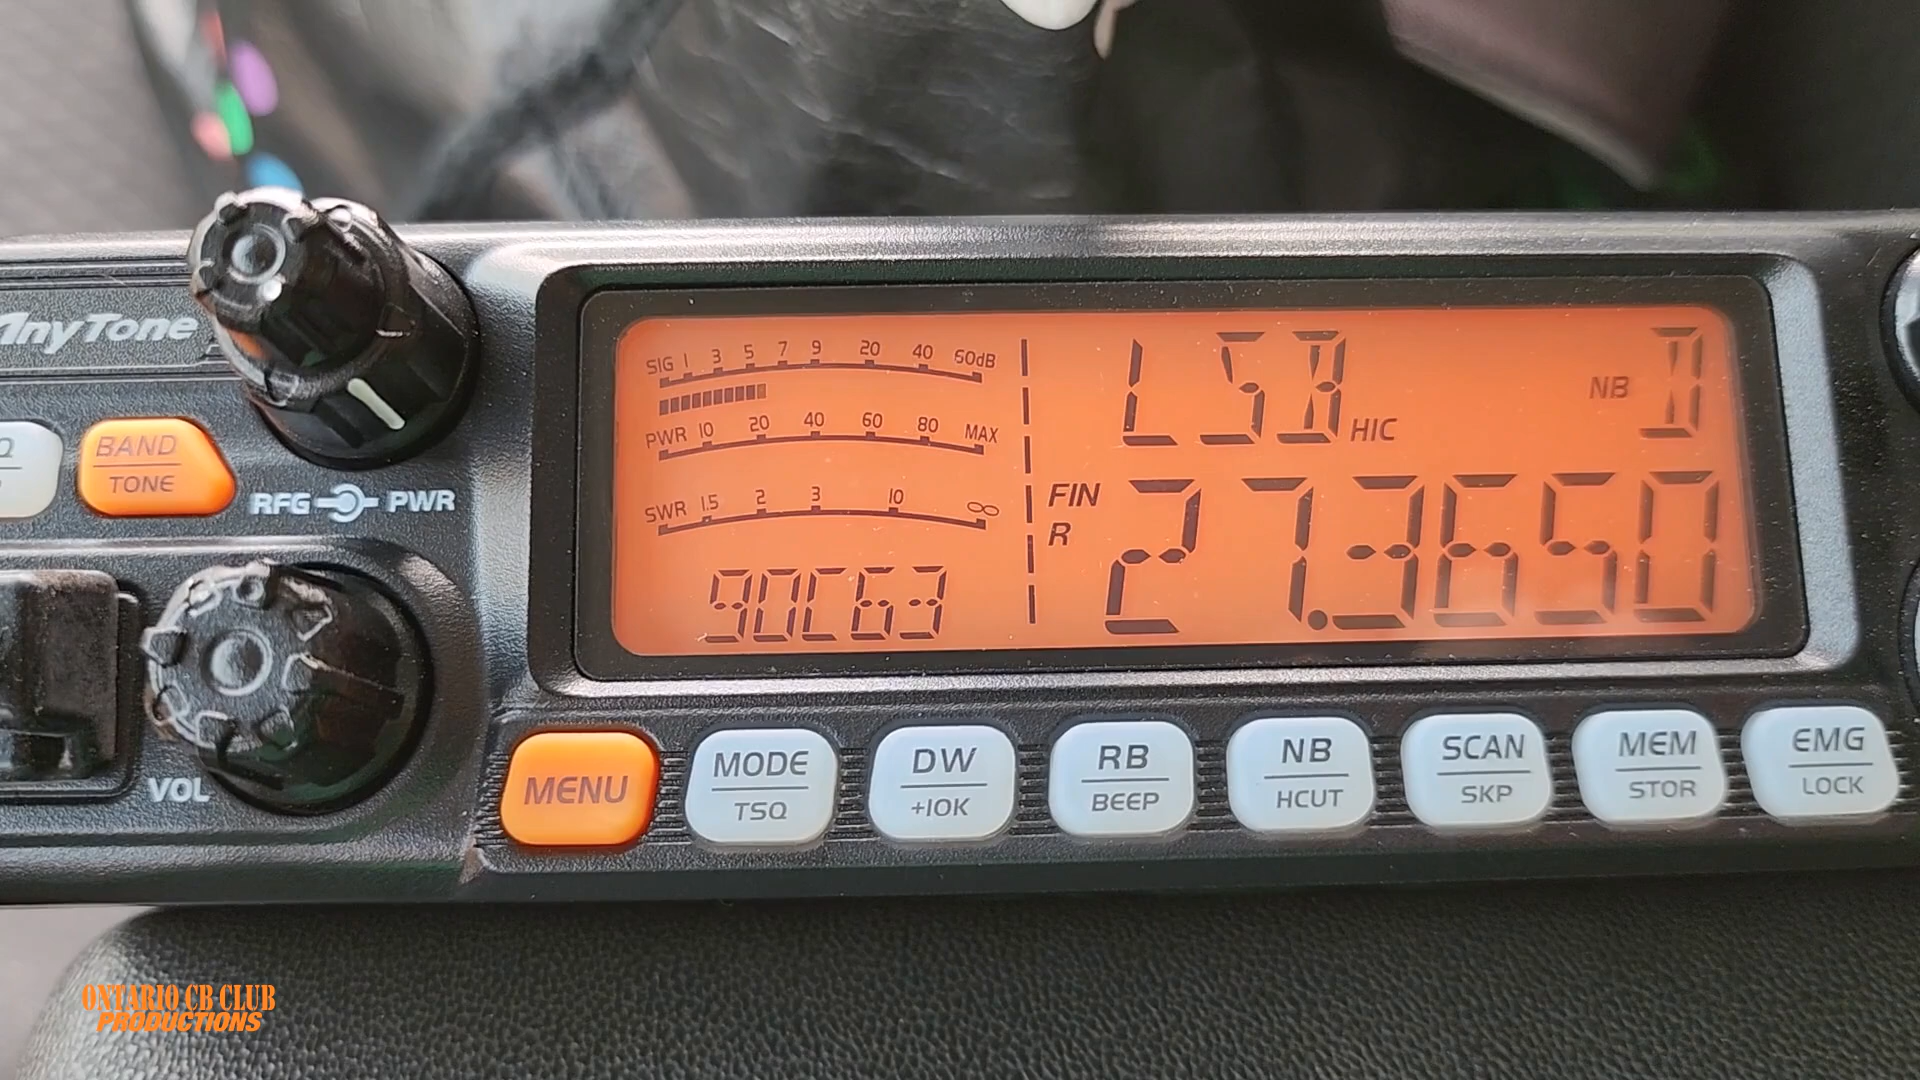 AnyTone
BAND
TONE
RFG PWR
VOL
SIG 1 3 5 7 9 20 40 60dB
PWR 10 20 40 60 80 MAX
SWR 1.5 2 3 10 ∞
90C63
LSB HIC NB D
FIN
R
27.3650
MENU
MODE
TSQ
DW
+10K
RB
BEEP
NB
HCUT
SCAN
SKP
MEM
STOR
EMG
LOCK
ONTARIO CB CLUB
PRODUCTIONS